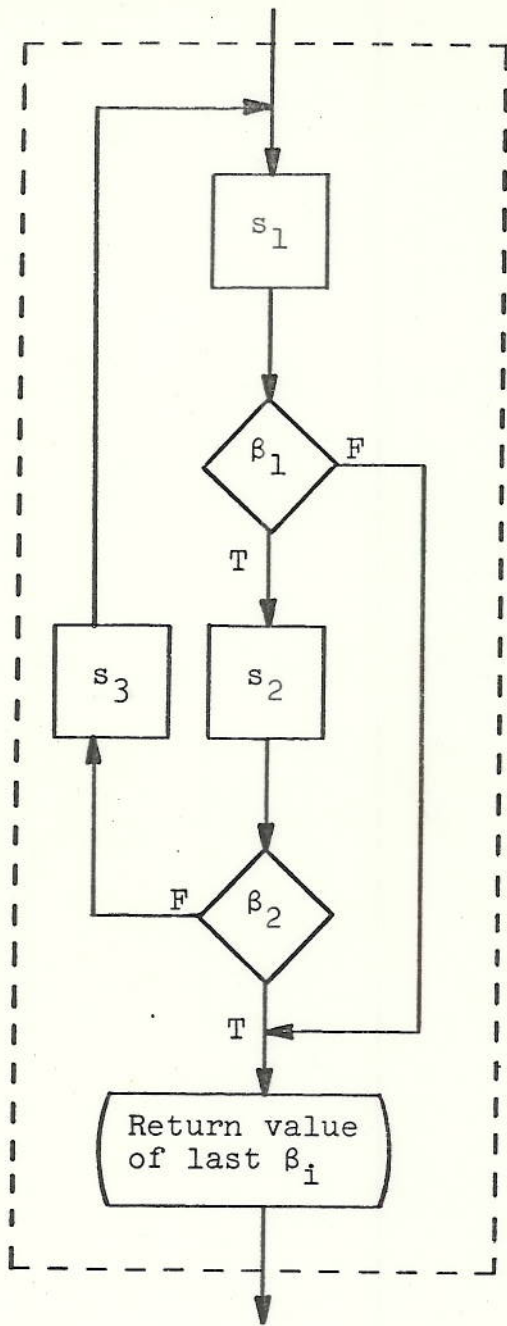 s₁
β₁
F
T
s₃
s₂
F
β₂
T
Return value
of last βᵢ